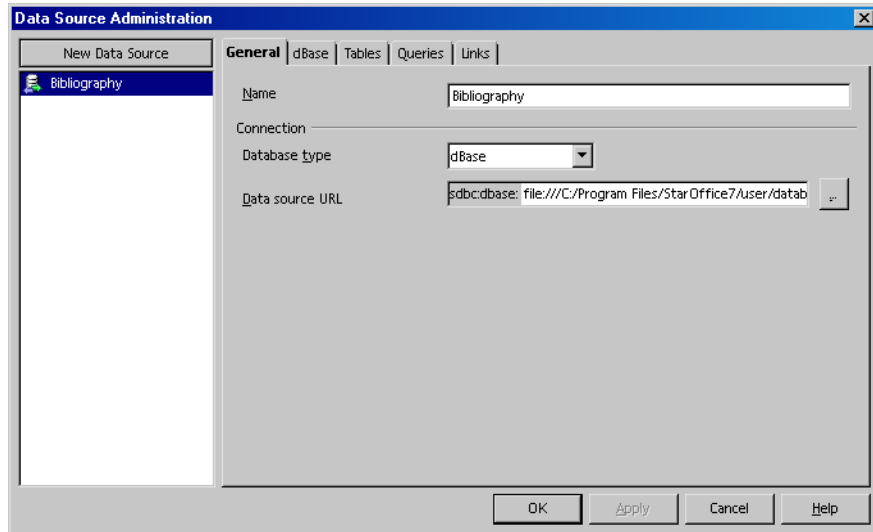 Data Source Administration
New Data Source
Bibliography
General dBase Tables Queries Links
Name Bibliography
Connection
Database type dBase
Data source URL sdbc:dbase: file:///C:/Program Files/StarOffice7/user/datab ...
OK Apply Cancel Help